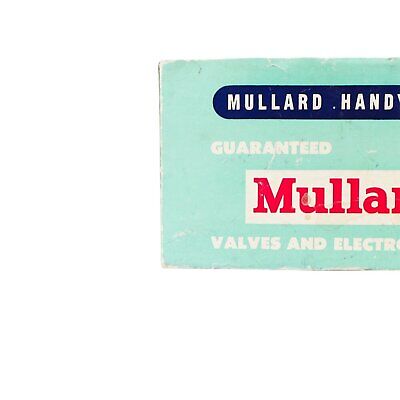 MULLARD . HANDY
GUARANTEED
Mullar
VALVES AND ELECTRO